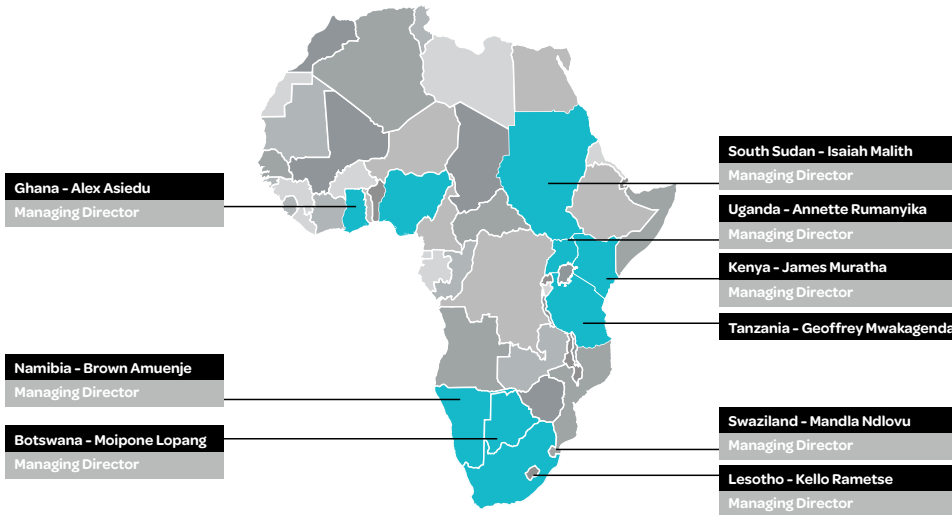 Ghana - Alex Asiedu
Managing Director
Namibia - Brown Amuenje
Managing Director
Botswana - Moipone Lopang
Managing Director
South Sudan - Isaiah Malith
Managing Director
Uganda - Annette Rumanyika
Managing Director
Kenya - James Muratha
Managing Director
Tanzania - Geoffrey Mwakagenda
Swaziland - Mandla Ndlovu
Managing Director
Lesotho - Kello Rametse
Managing Director